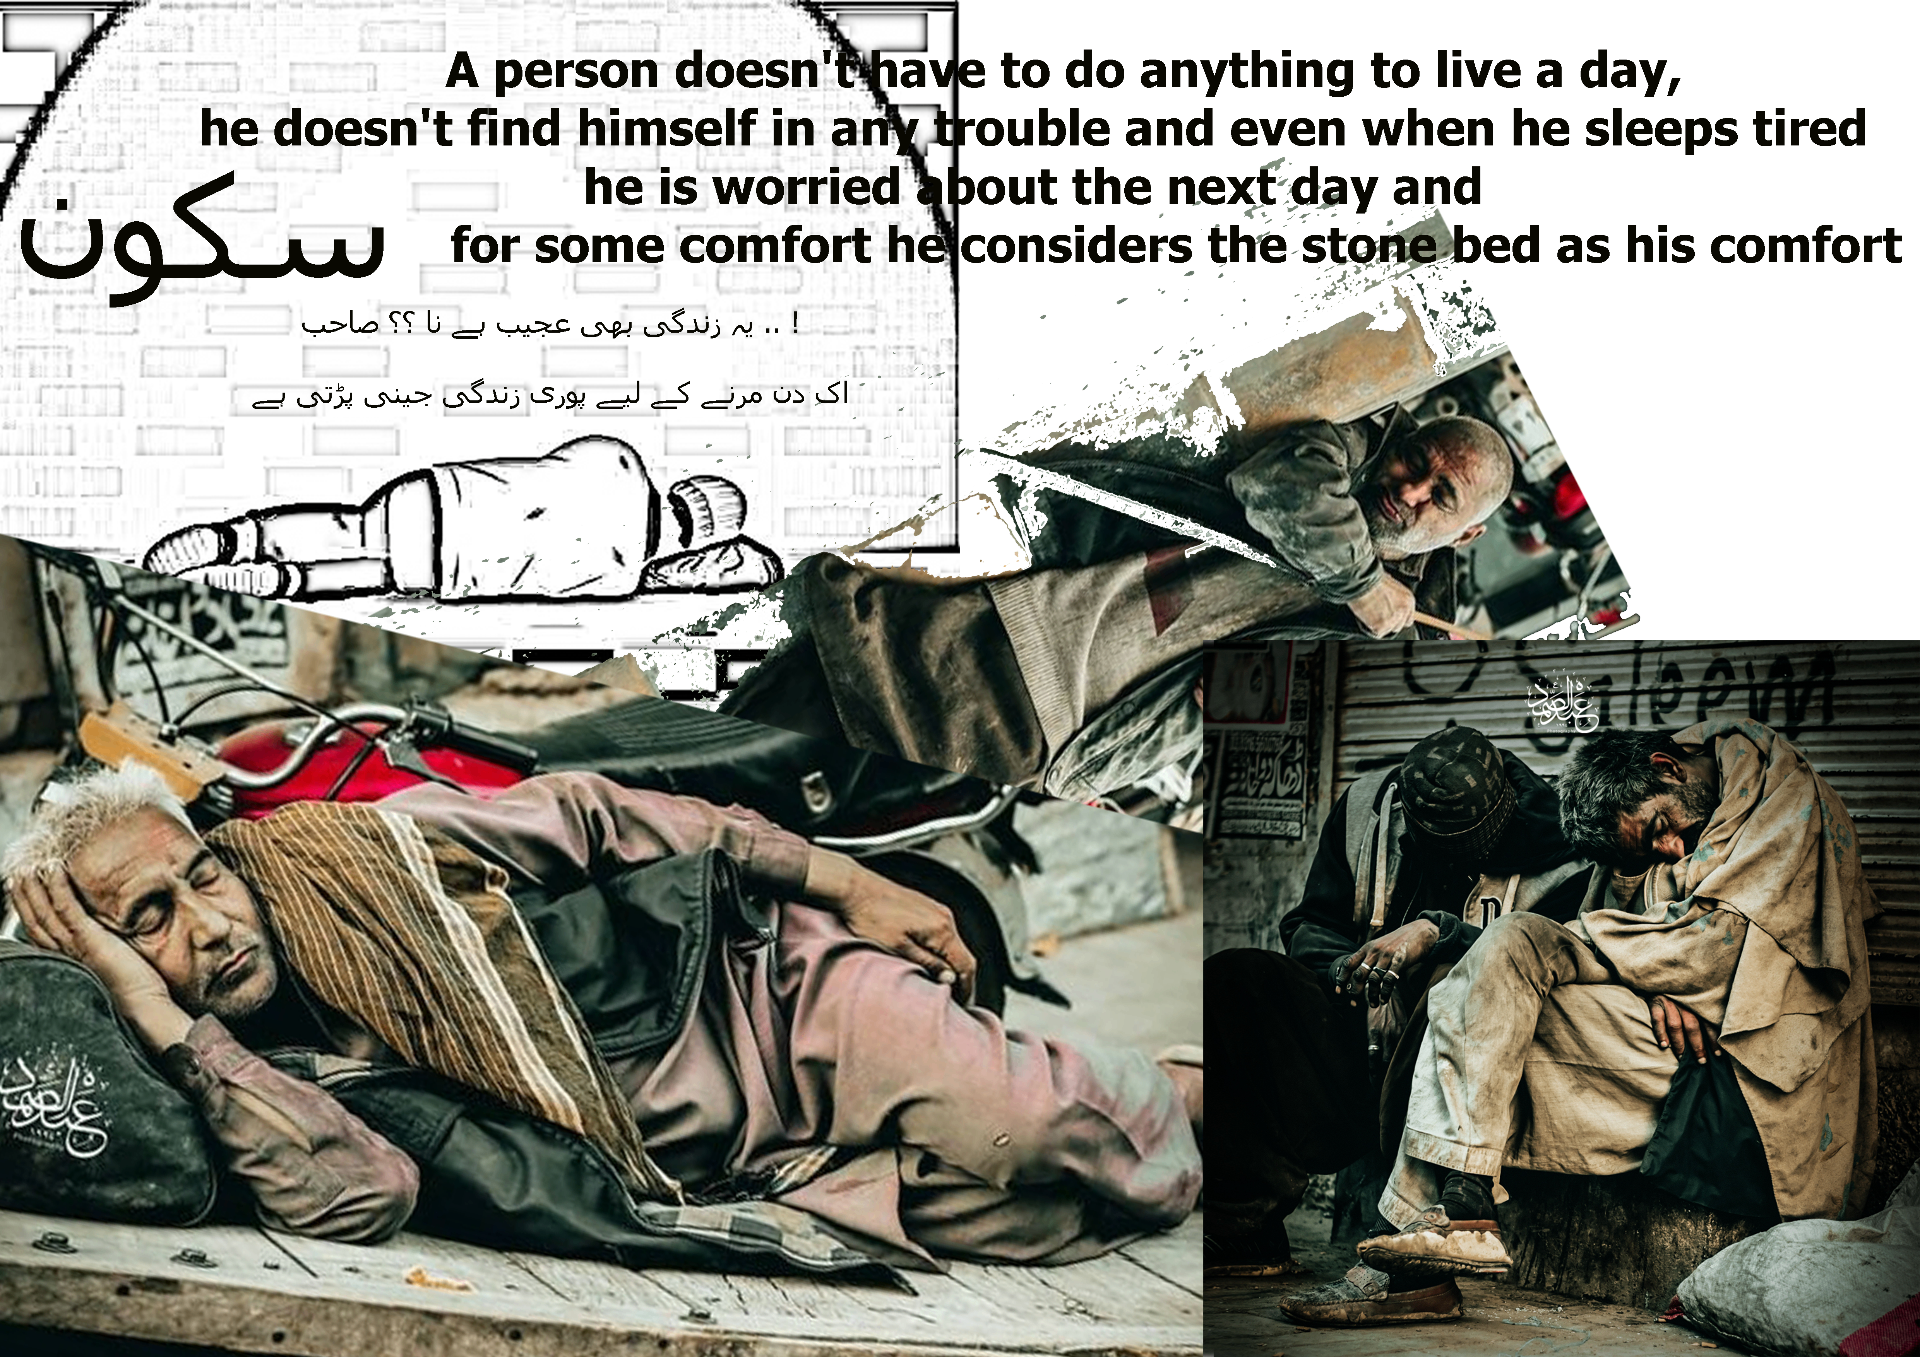 A person doesn't have to do anything to live a day,
he doesn't find himself in any trouble and even when he sleeps tired
he is worried about the next day and
for some comfort he considers the stone bed as his comfort
سکون
یہ زندگی بھی عجیب ہے نا ؟؟ صاحب .. !
اک دن مرنے کے لیے پوری زندگی جینی پڑتی ہے
عبدالصمد
عبدالصمد